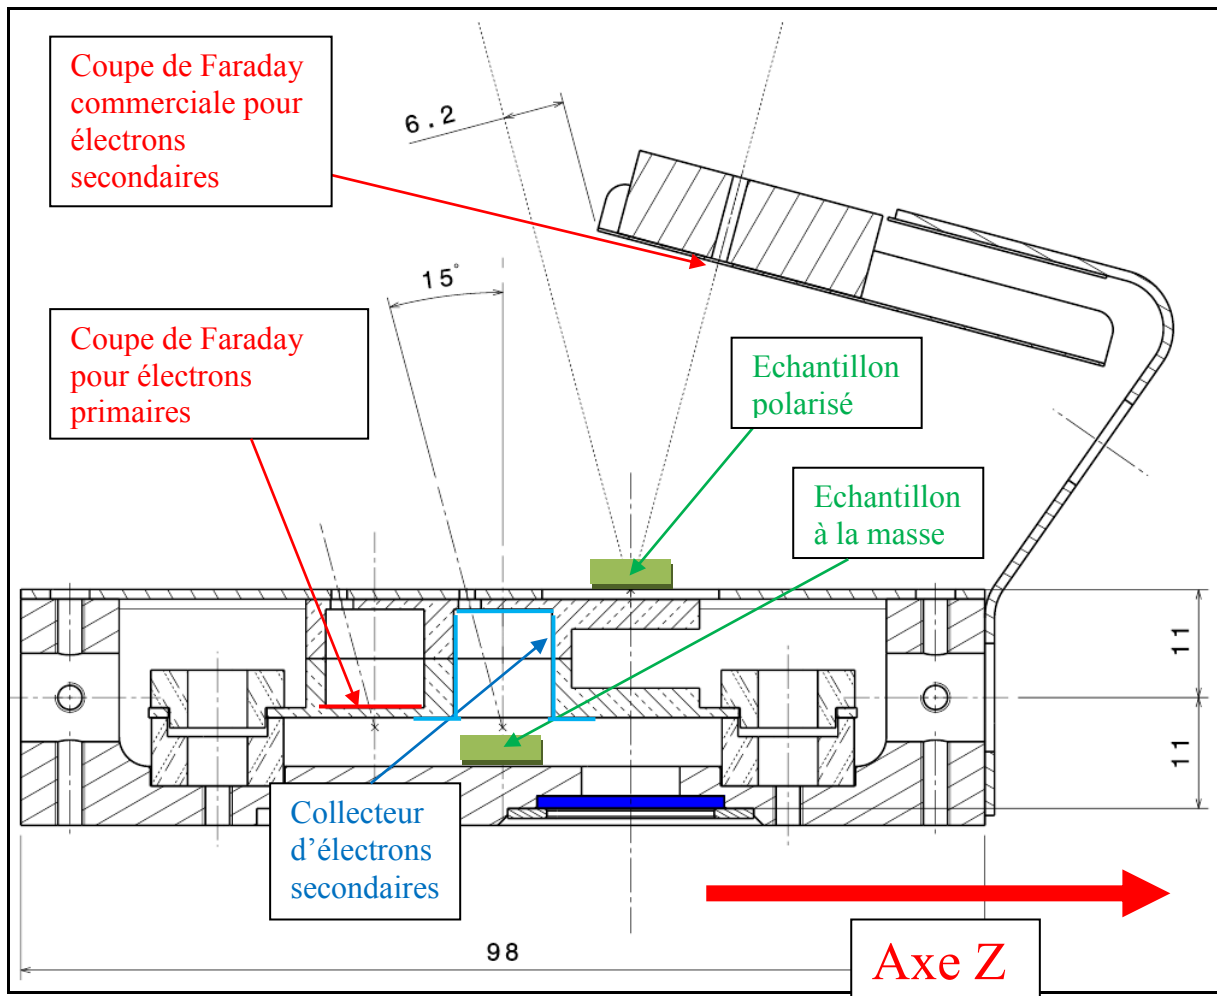 Coupe de Faraday
commerciale pour
électrons
secondaires
6.2
15°
Coupe de Faraday
pour électrons
primaires
Echantillon
polarisé
Echantillon
à la masse
11
11
Collecteur
d'électrons
secondaires
98
Axe Z